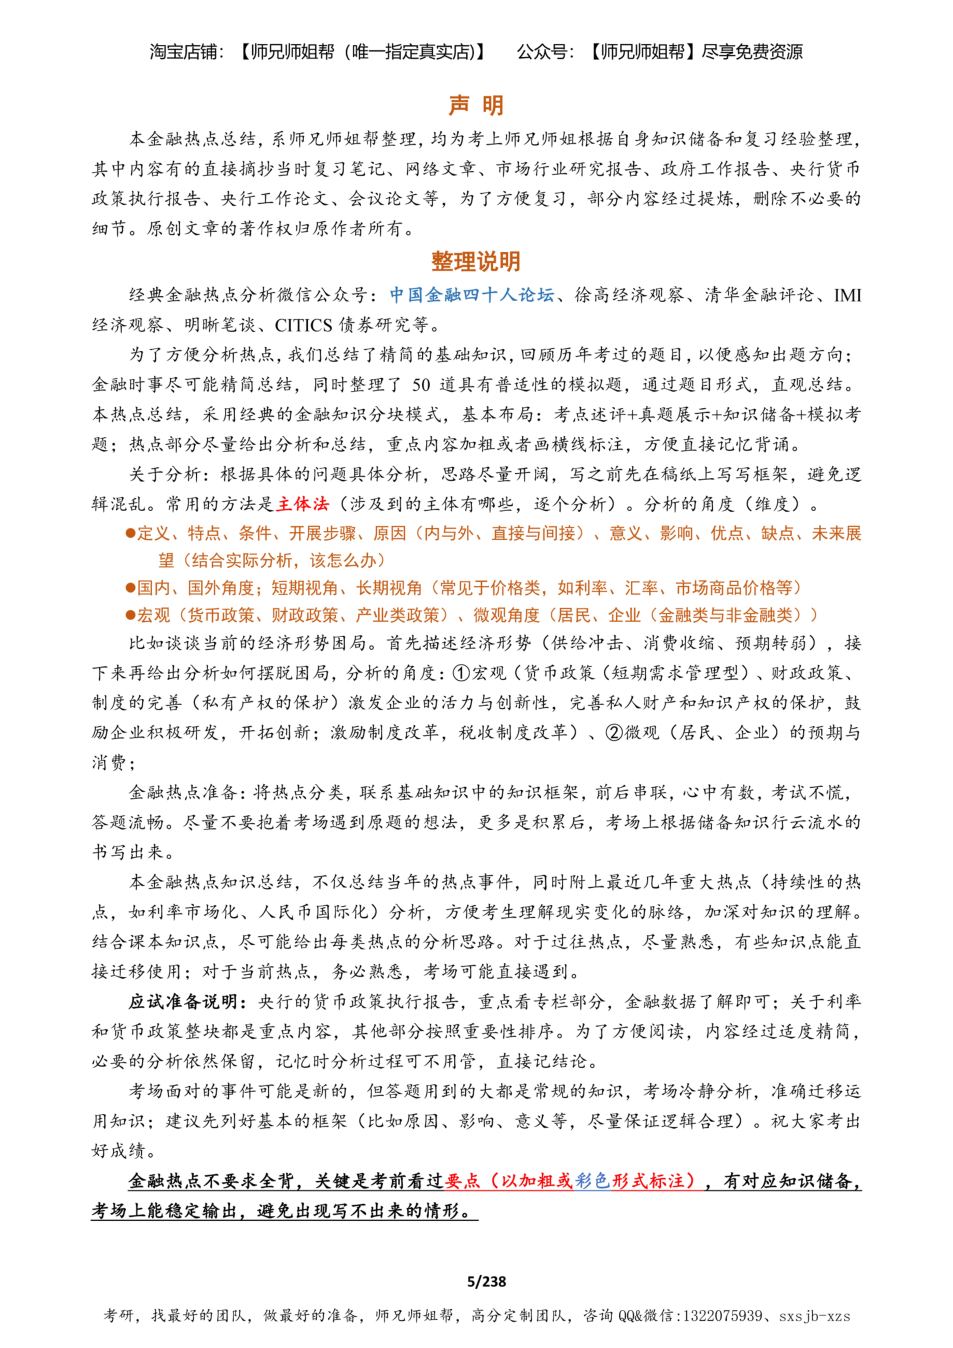 淘宝店铺：【师兄师姐帮（唯一指定真实店）】 公众号：【师兄师姐帮】尽享免费资源
声 明
本金融热点总结，系师兄师姐帮整理，均为考上师兄师姐根据自身知识储备和复习经验整理，
其中内容有的直接摘抄当时复习笔记、网络文章、市场行业研究报告、政府工作报告、央行货币
政策执行报告、央行工作论文、会议论文等，为了方便复习，部分内容经过提炼，删除不必要的
细节。原创文章的著作权归原作者所有。
整理说明
经典金融热点分析微信公众号：中国金融四十人论坛、徐高经济观察、清华金融评论、IMI
经济观察、明晰笔谈、CITICS 债券研究等。
为了方便分析热点，我们总结了精简的基础知识，回顾历年考过的题目，以便感知出题方向；
金融时事尽可能精简总结，同时整理了 50 道具有普适性的模拟题，通过题目形式，直观总结。
本热点总结，采用经典的金融知识分块模式，基本布局：考点述评+真题展示+知识储备+模拟考
题；热点部分尽量给出分析和总结，重点内容加粗或者画横线标注，方便直接记忆背诵。
关于分析：根据具体的问题具体分析，思路尽量开阔，写之前先在稿纸上写写框架，避免逻
辑混乱。常用的方法是主体法（涉及到的主体有哪些，逐个分析）。分析的角度（维度）。
●定义、特点、条件、开展步骤、原因（内与外、直接与间接）、意义、影响、优点、缺点、未来展
望（结合实际分析，该怎么办）
●国内、国外角度；短期视角、长期视角（常见于价格类，如利率、汇率、市场商品价格等）
●宏观（货币政策、财政政策、产业类政策）、微观角度（居民、企业（金融类与非金融类））
比如谈谈当前的经济形势困局。首先描述经济形势（供给冲击、消费收缩、预期转弱），接
下来再给出分析如何摆脱困局，分析的角度：①宏观（货币政策（短期需求管理型）、财政政策、
制度的完善（私有产权的保护）激发企业的活力与创新性，完善私人财产和知识产权的保护，鼓
励企业积极研发，开拓创新；激励制度改革，税收制度改革）、②微观（居民、企业）的预期与
消费；
金融热点准备：将热点分类，联系基础知识中的知识框架，前后串联，心中有数，考试不慌，
答题流畅。尽量不要抱着考场遇到原题的想法，更多是积累后，考场上根据储备知识行云流水的
书写出来。
本金融热点知识总结，不仅总结当年的热点事件，同时附上最近几年重大热点（持续性的热
点，如利率市场化、人民币国际化）分析，方便考生理解现实变化的脉络，加深对知识的理解。
结合课本知识点，尽可能给出每类热点的分析思路。对于过往热点，尽量熟悉，有些知识点能直
接迁移使用；对于当前热点，务必熟悉，考场可能直接遇到。
应试准备说明：央行的货币政策执行报告，重点看专栏部分，金融数据了解即可；关于利率
和货币政策整块都是重点内容，其他部分按照重要性排序。为了方便阅读，内容经过适度精简，
必要的分析依然保留，记忆时分析过程可不用管，直接记结论。
考场面对的事件可能是新的，但答题用到的大都是常规的知识，考场冷静分析，准确迁移运
用知识；建议先列好基本的框架（比如原因、影响、意义等，尽量保证逻辑合理）。祝大家考出
好成绩。
金融热点不要求全背，关键是考前看过要点（以加粗或彩色形式标注），有对应知识储备，
考场上能稳定输出，避免出现写不出来的情形。
5/238
考研，找最好的团队，做最好的准备，师兄师姐帮，高分定制团队，咨询 QQ&微信:1322075939、sxsjb-xzs